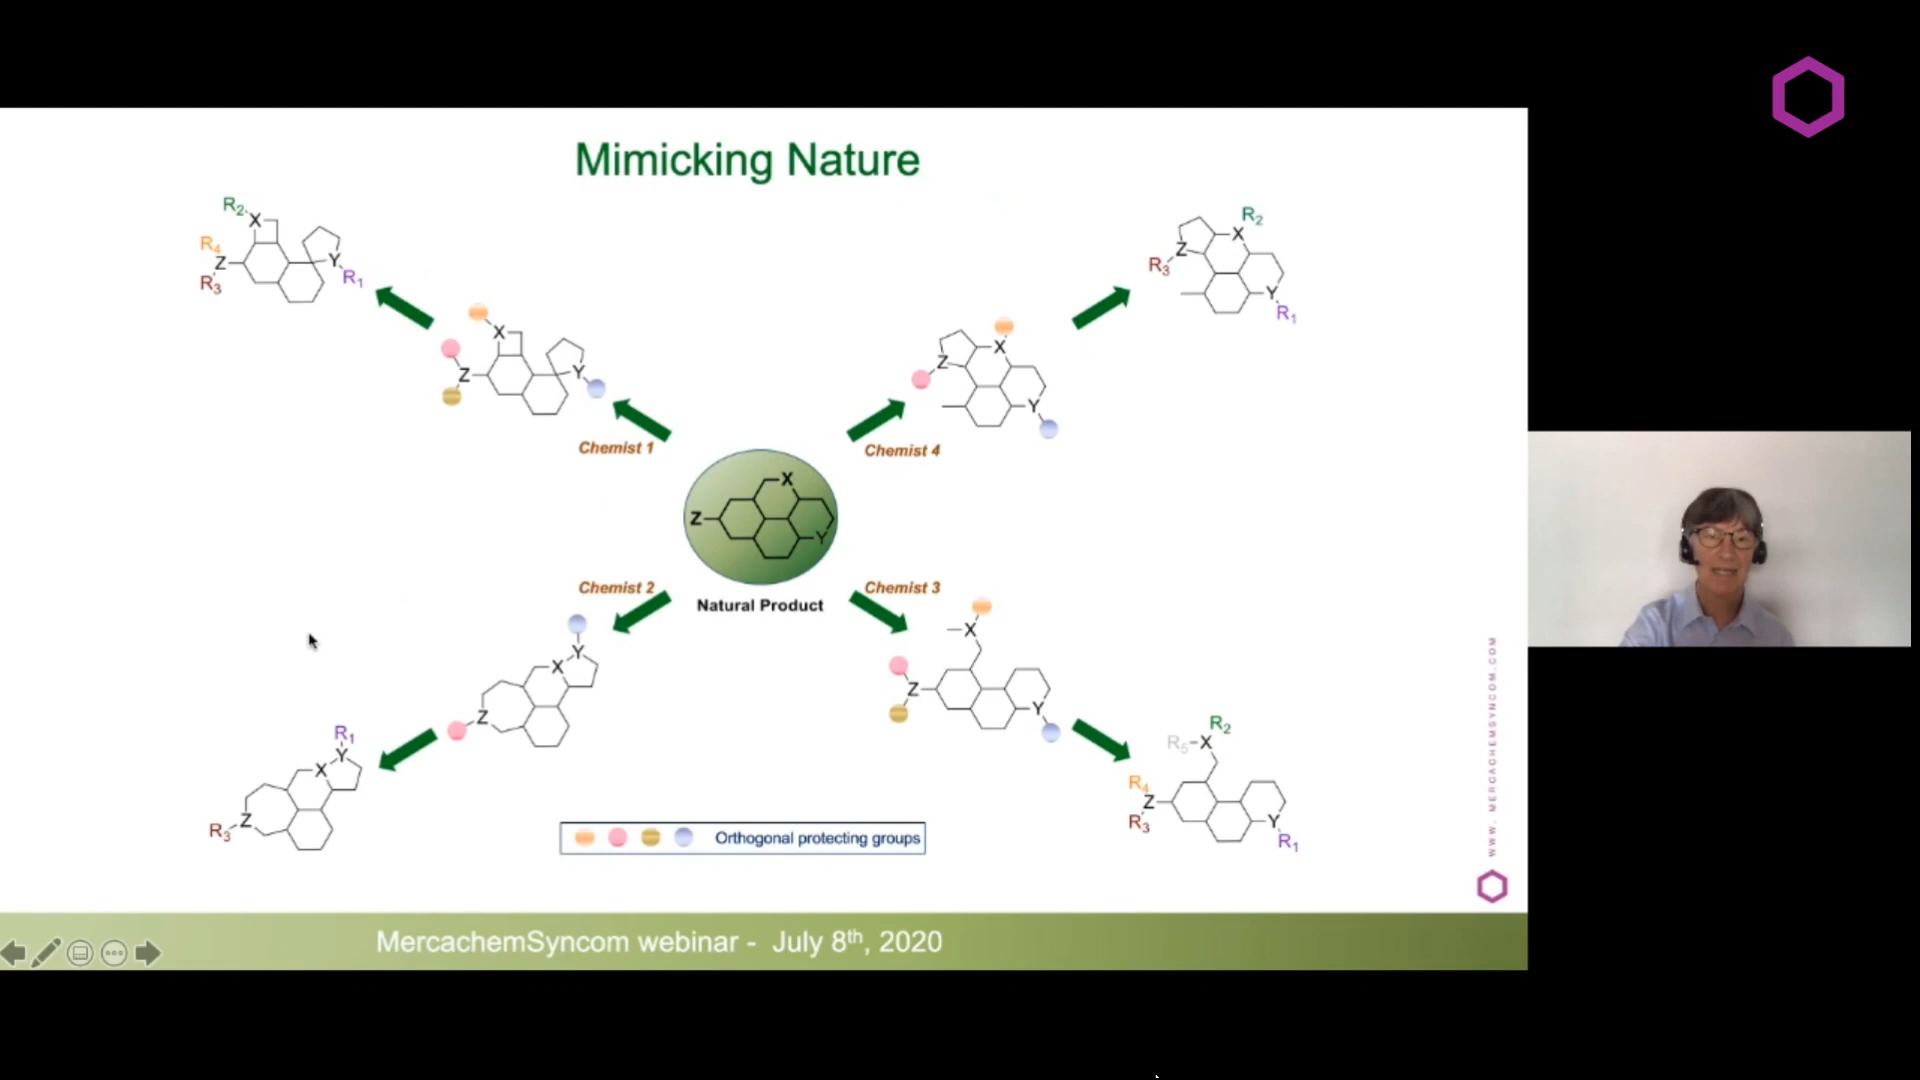 Mimicking Nature
R2
X
R4
Z
R3
Y
R1
X
Z
Y
Chemist 1
R2
X
Z
R3
Y
R1
X
Z
Y
Chemist 4
X
Z
Y
Natural Product
Chemist 2
Y
X
Z
R1
Y
X
Z
R3
Chemist 3
X
Z
Y
R2
R5
X
R4
Z
R3
Y
R1
Orthogonal protecting groups
WWW. MERCACHEMSYNCOM.COM
MercachemSyncom webinar - July 8th, 2020